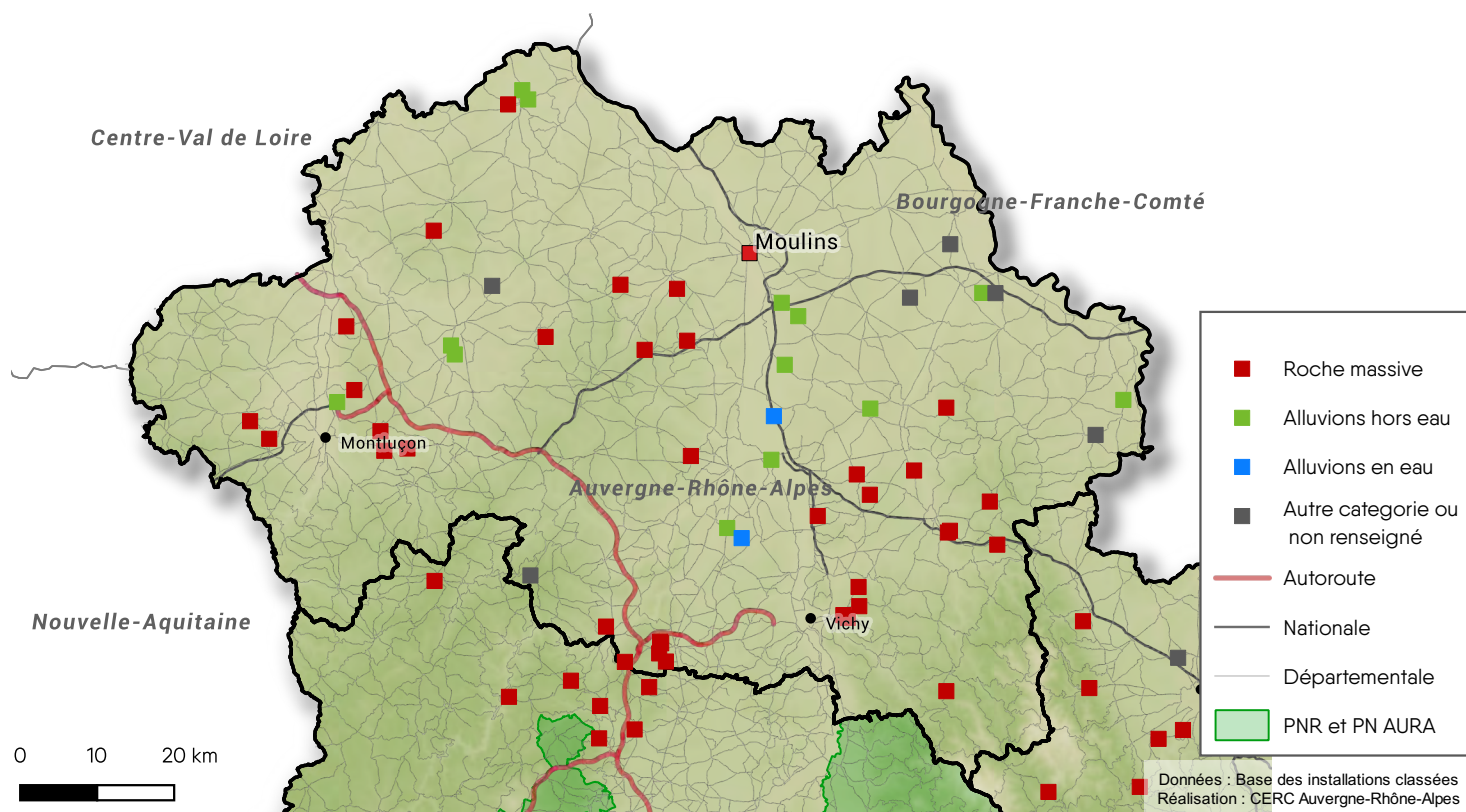 Centre-Val de Loire
Bourgogne-Franche-Comté
Moulins
Montluçon
Auvergne-Rhône-Alpes
Nouvelle-Aquitaine
Vichy
0 10 20 km
Roche massive
Alluvions hors eau
Alluvions en eau
Autre categorie ou
non renseigné
Autoroute
Nationale
Départementale
PNR et PN AURA
Données : Base des installations classées
Réalisation : CERC Auvergne-Rhône-Alpes